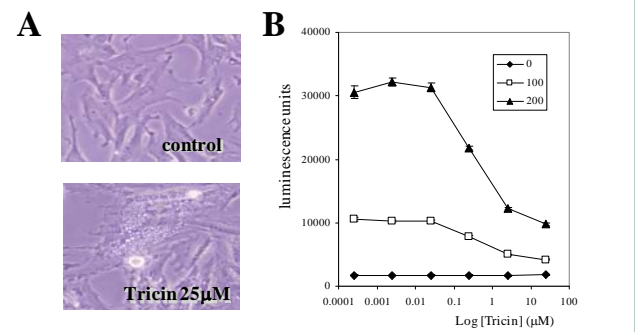 A
control
Tricin 25μM
B
luminescence units
40000
30000
20000
10000
0
0
100
200
0.0001 0.001 0.01 0.1 1 10 100
Log [Tricin] (μM)